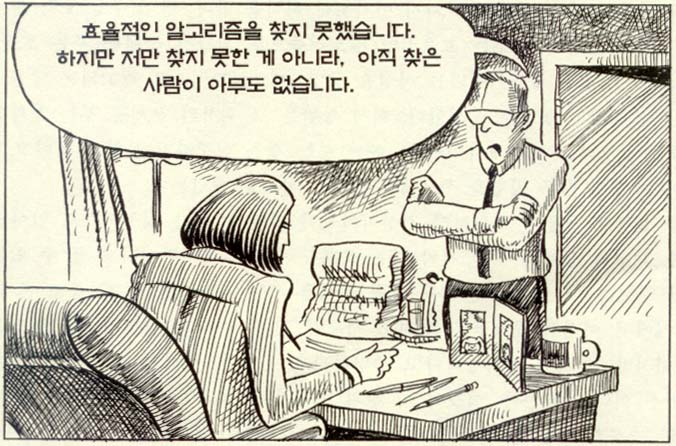 효율적인 알고리즘을 찾지 못했습니다.
하지만 저만 찾지 못한 게 아니라, 아직 찾은
사람이 아무도 없습니다.